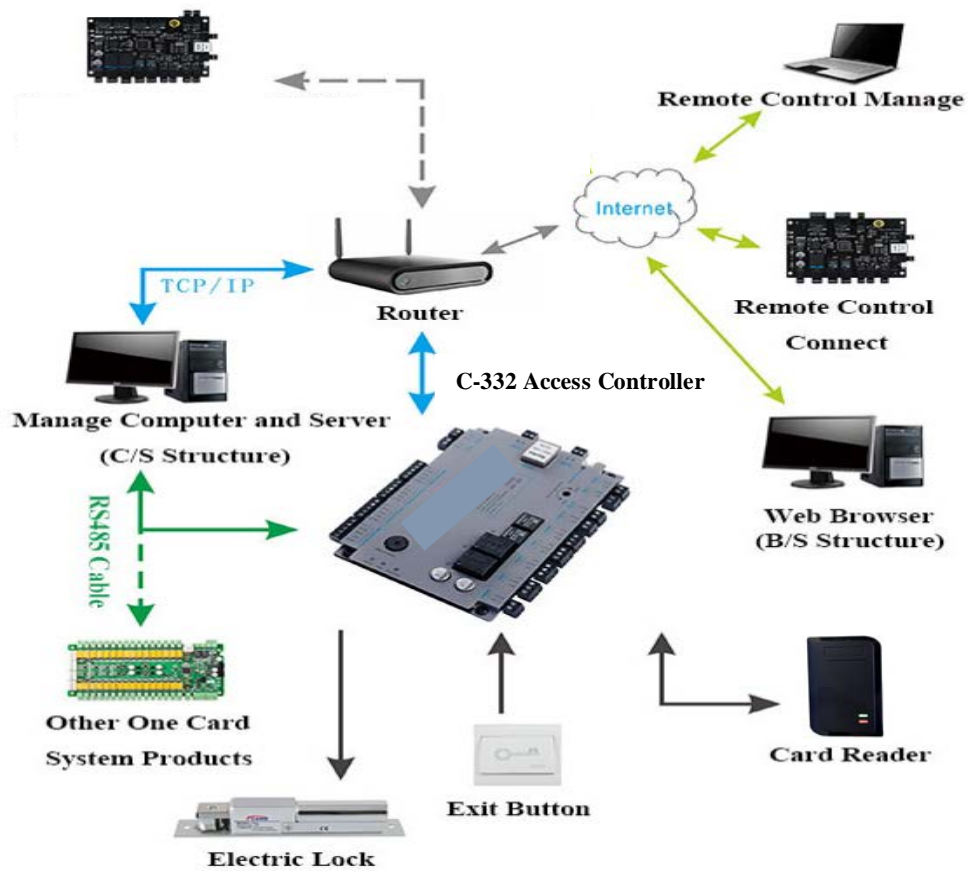 Remote Control Manage
Internet
TCP/IP
Router
Remote Control
Connect
C-332 Access Controller
Manage Computer and Server
(C/S Structure)
RS485 Cable
Web Browser
(B/S Structure)
Other One Card
System Products
Card Reader
Exit Button
Electric Lock